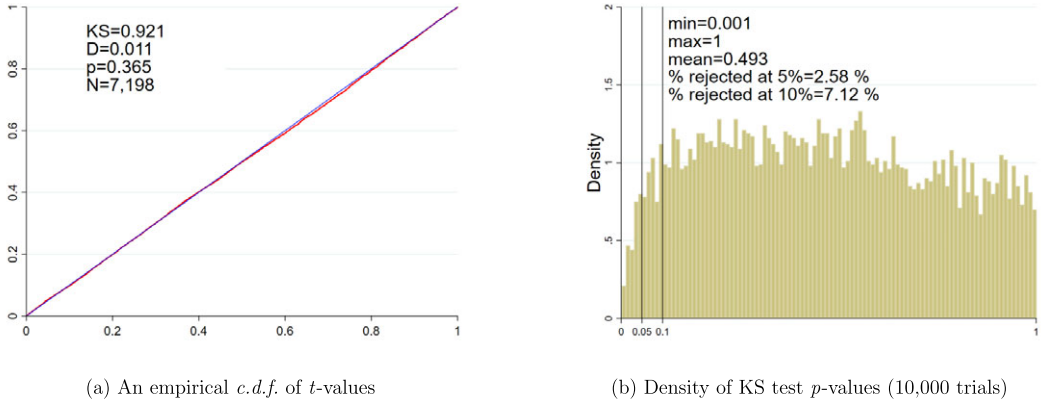 KS=0.921
D=0.011
p=0.365
N=7,198
1
0.8
0.6
0.4
0.2
0
0 0.2 0.4 0.6 0.8 1
(a) An empirical c.d.f. of t-values
min=0.001
max=1
mean=0.493
% rejected at 5%=2.58 %
% rejected at 10%=7.12 %
Density
2
1.5
1
.5
0
0 0.05 0.1 1
(b) Density of KS test p-values (10,000 trials)